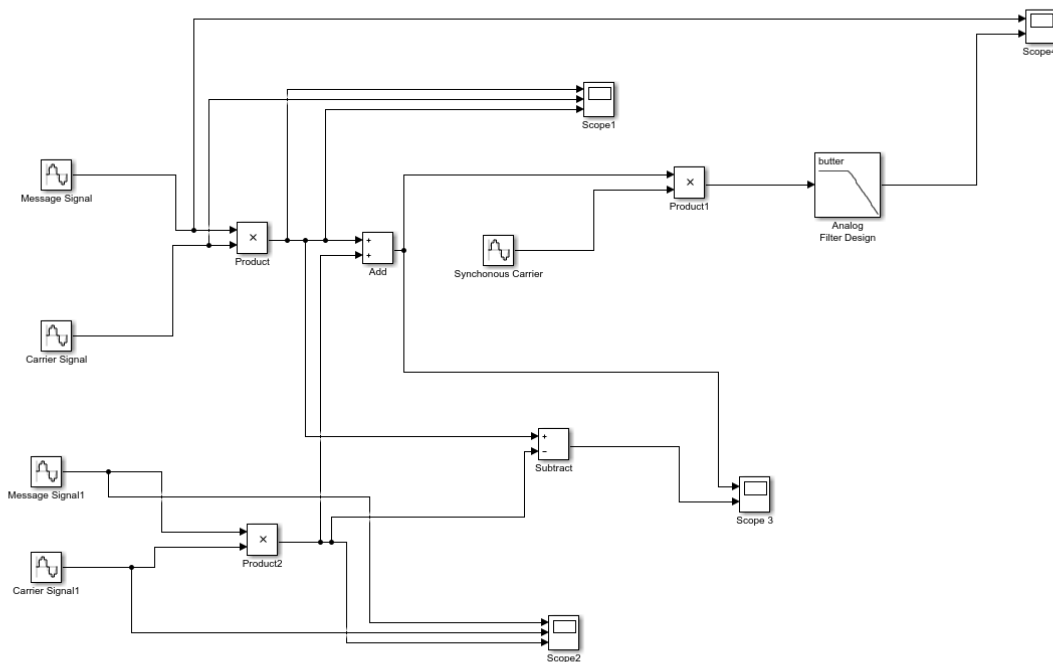 Scope4
Scope1
butter
Message Signal
×
Product1
Analog
Filter Design
×
Product
+
+
Add
Synchonous Carrier
Carrier Signal
+
−
Subtract
Message Signal1
Scope 3
×
Product2
Carrier Signal1
Scope2